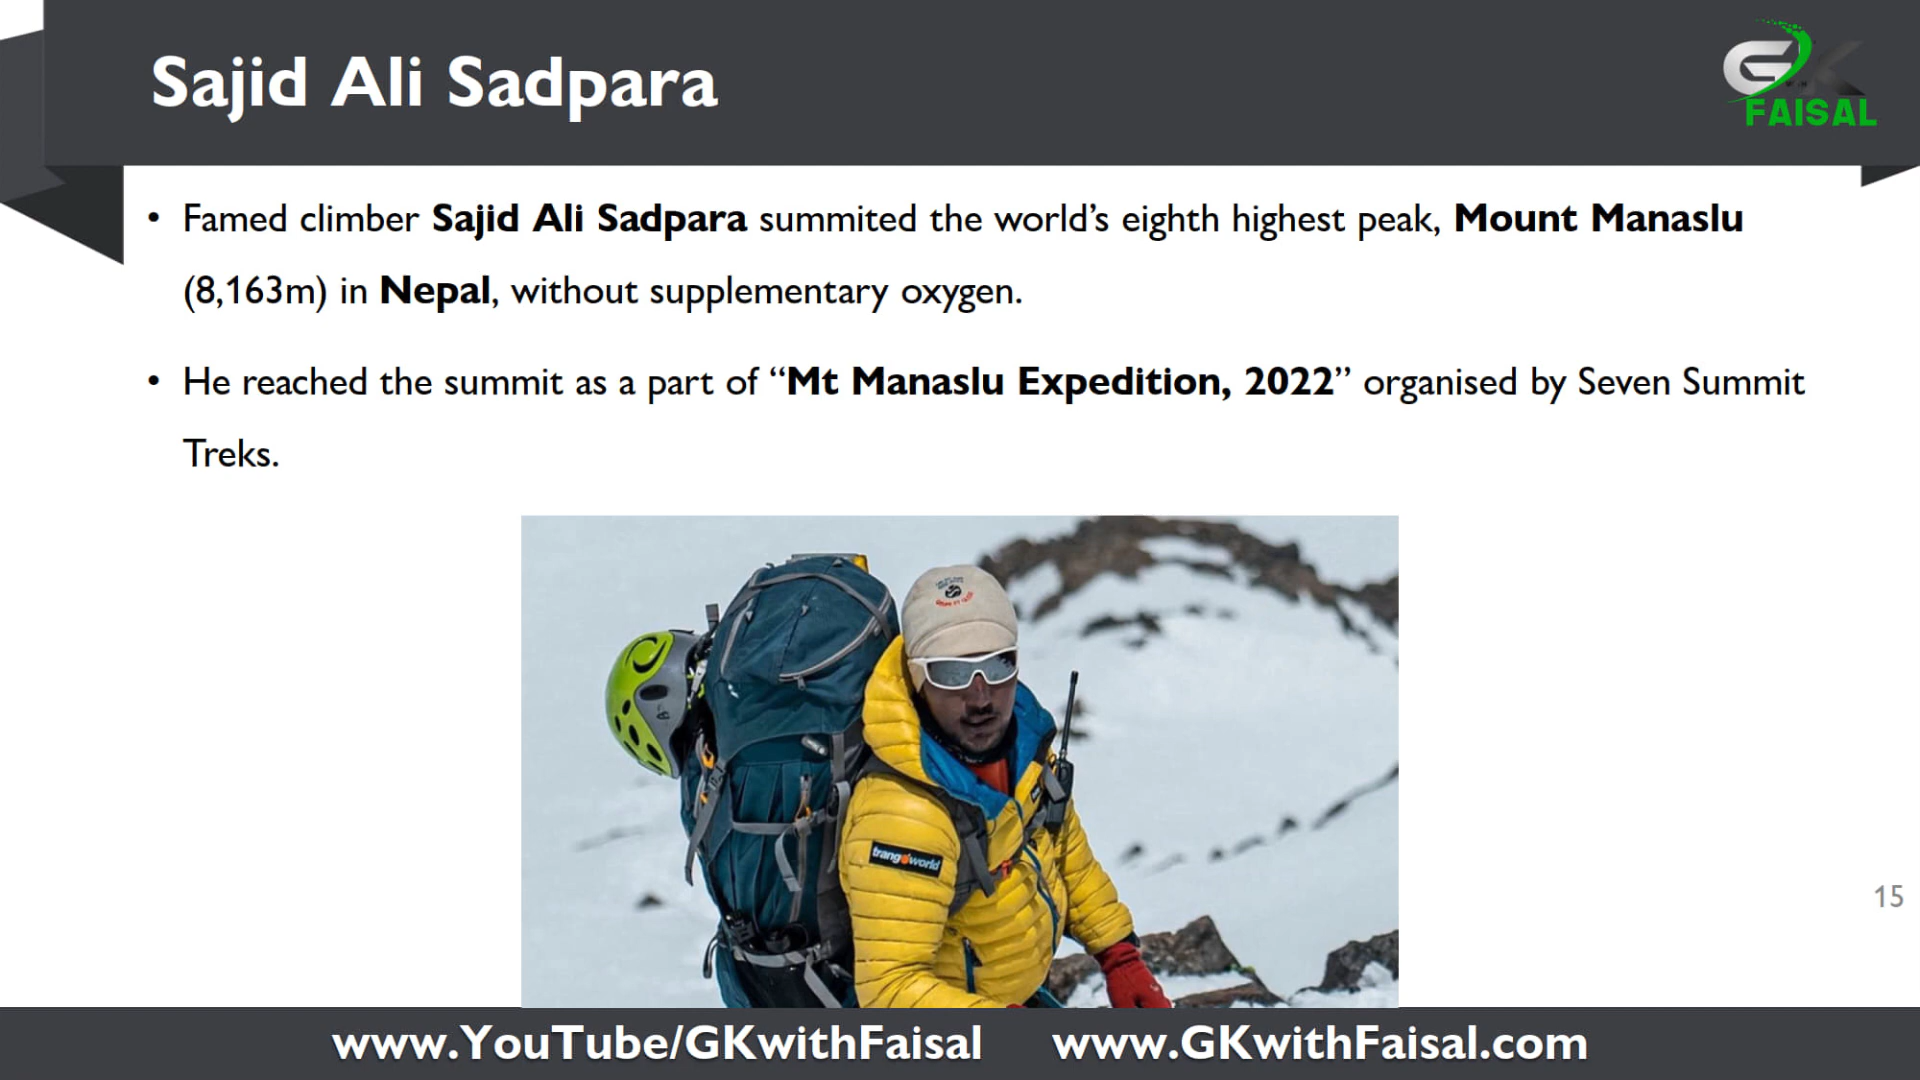 Sajid Ali Sadpara
GK
FAISAL
• Famed climber Sajid Ali Sadpara summited the world’s eighth highest peak, Mount Manaslu
(8,163m) in Nepal, without supplementary oxygen.
• He reached the summit as a part of “Mt Manaslu Expedition, 2022” organised by Seven Summit
Treks.
trangoworld
15
www.YouTube/GKwithFaisal www.GKwithFaisal.com